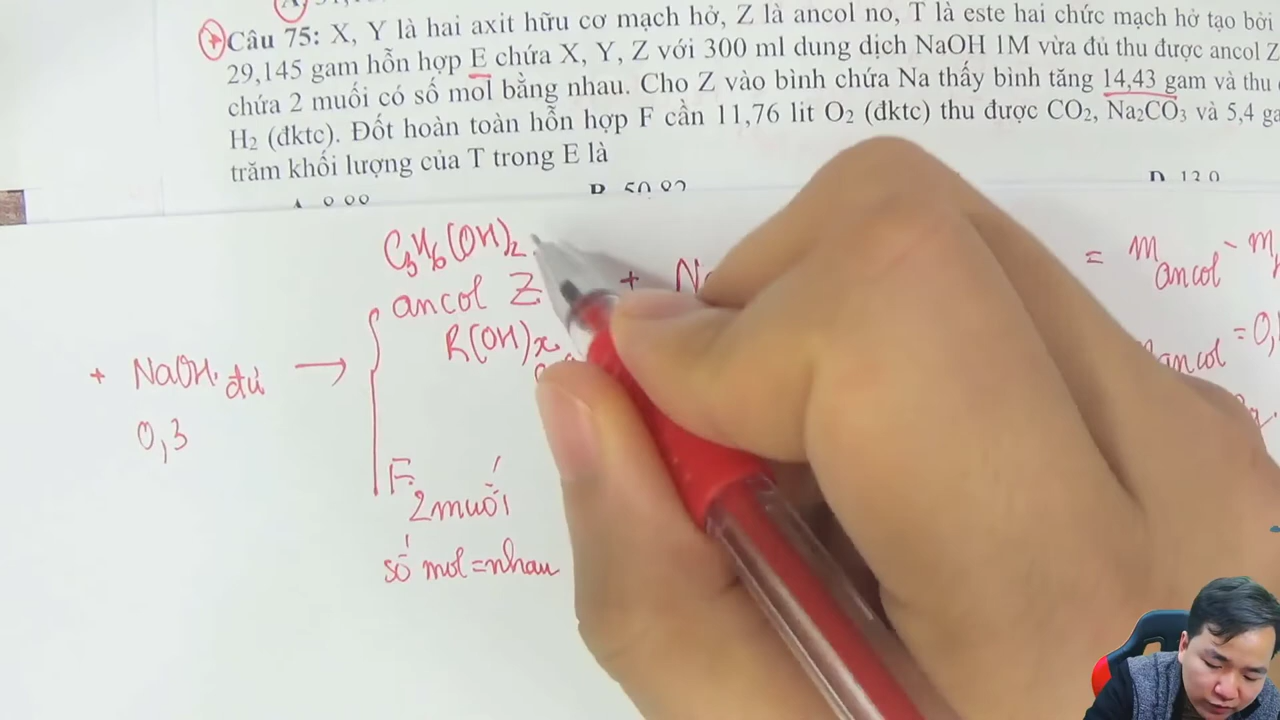 Câu 75: X, Y là hai axit hữu cơ mạch hở, Z là ancol no, T là este hai chức mạch hở tạo bởi
29,145 gam hỗn hợp E chứa X, Y, Z với 300 ml dung dịch NaOH 1M vừa đủ thu được ancol Z
chứa 2 muối có số mol bằng nhau. Cho Z vào bình chứa Na thấy bình tăng 14,43 gam và thu
H₂ (đktc). Đốt hoàn toàn hỗn hợp F cần 11,76 lit O₂ (đktc) thu được CO₂, Na₂CO₃ và 5,4
trăm khối lượng của T trong E là
C₃H₆(OH)₂
ancol Z +
= m ancol - m
R(OH)x
+ NaOH đủ →
ancol = 0,
0,3
F
2 muối
số mol = nhau